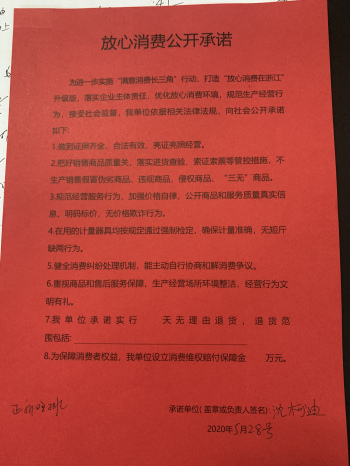 放心消费公开承诺
为进一步实施“满意消费长三角”行动、打造“放心消费在浙江”
升级版，落实企业主体责任，优化放心消费环境，规范生产经营行
为，接受社会监督，我单位依据相关法律法规，向社会公开承诺
如下：
1.做到证照齐全、合法有效、亮证亮照经营。
2.把好销售商品质量关，落实进货查验、索证索票等管控措施，不
生产销售假冒伪劣商品、违规商品、侵权商品、“三无”商品。
3.规范经营服务行为，加强价格自律，公开商品和服务质量真实信
息，明码标价，无价格欺诈行为。
4.在用的计量器具均按规定通过强制检定，确保计量准确，无短斤
缺两行为。
5.健全消费纠纷处理机制，能主动自行协商和解消费争议。
6.重视商品和售后服务保障，生产经营场所环境整洁、经营行为文
明有礼。
7.我单位承诺实行 天无理由退货，退货范
围包括:
8.为保障消费者权益，我单位设立消费维权赔付保障金 万元。
承诺单位(盖章或负责人签名):沈柯迪
2020年5月28号